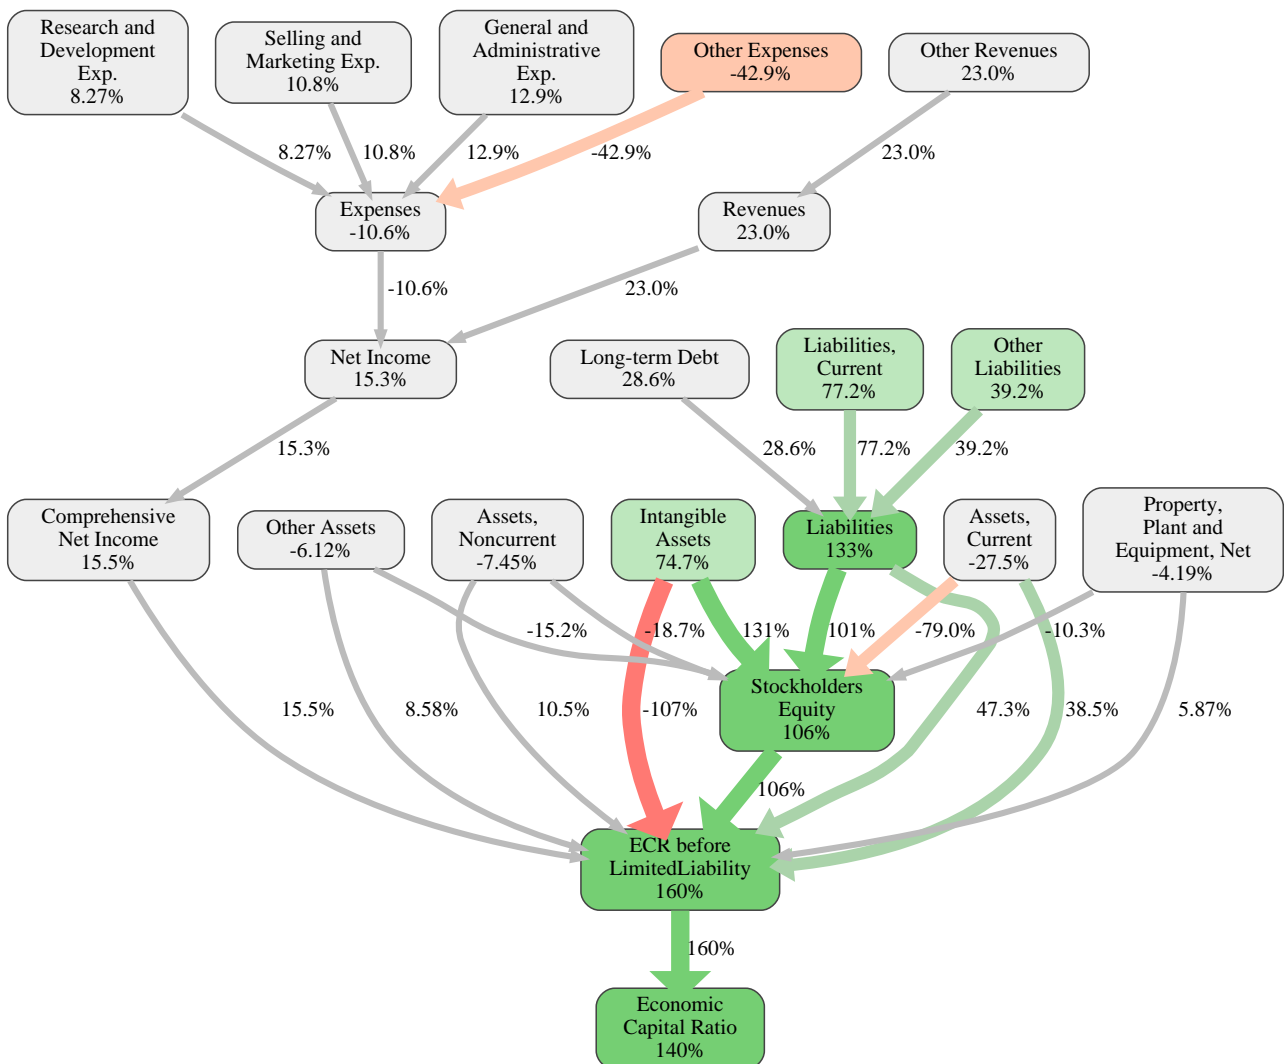 Research and
Development
Exp.
8.27%
Selling and
Marketing Exp.
10.8%
General and
Administrative
Exp.
12.9%
Other Expenses
-42.9%
Other Revenues
23.0%
8.27%
10.8%
12.9%
-42.9%
23.0%
Expenses
-10.6%
Revenues
23.0%
-10.6%
23.0%
Net Income
15.3%
Long-term Debt
28.6%
Liabilities,
Current
77.2%
Other
Liabilities
39.2%
15.3%
28.6%
77.2%
39.2%
Comprehensive
Net Income
15.5%
Other Assets
-6.12%
Assets,
Noncurrent
-7.45%
Intangible
Assets
74.7%
Liabilities
133%
Assets,
Current
-27.5%
Property,
Plant and
Equipment, Net
-4.19%
-15.2%
-18.7%
131%
101%
-79.0%
-10.3%
Stockholders
Equity
106%
15.5%
8.58%
10.5%
-107%
47.3%
38.5%
5.87%
106%
ECR before
LimitedLiability
160%
160%
Economic
Capital Ratio
140%